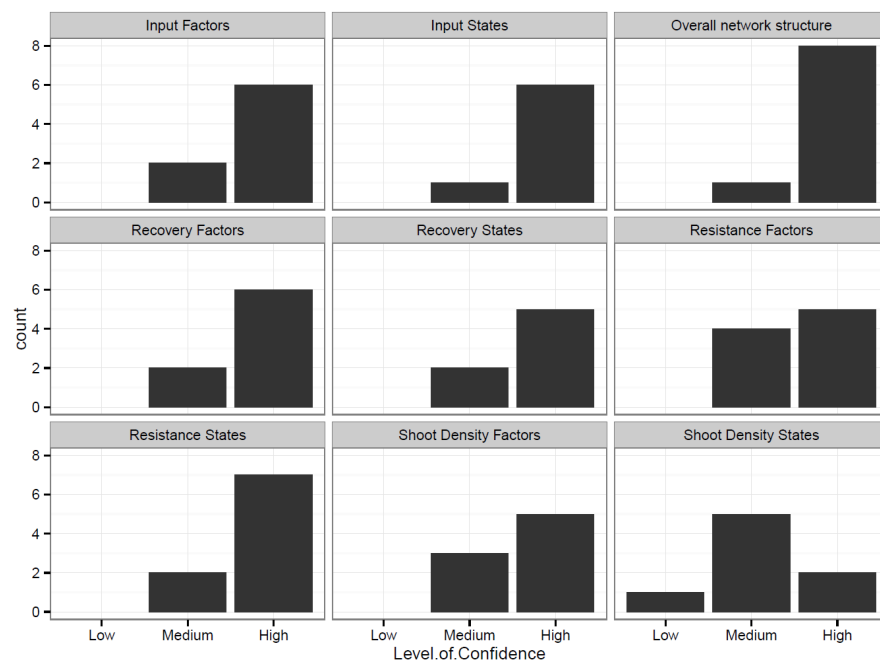 Input Factors
Input States
Overall network structure
8
6
4
2
0
Recovery Factors
Recovery States
Resistance Factors
8
6
4
2
0
Resistance States
Shoot Density Factors
Shoot Density States
8
6
4
2
0
count
Low Medium High
Low Medium High
Low Medium High
Level.of.Confidence